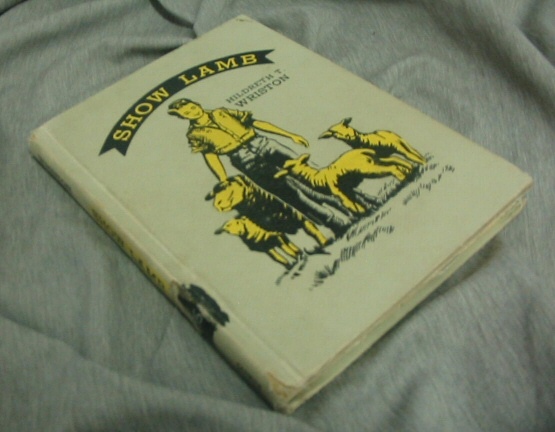 SHOW LAMB
HILDRETH T
WRISTON